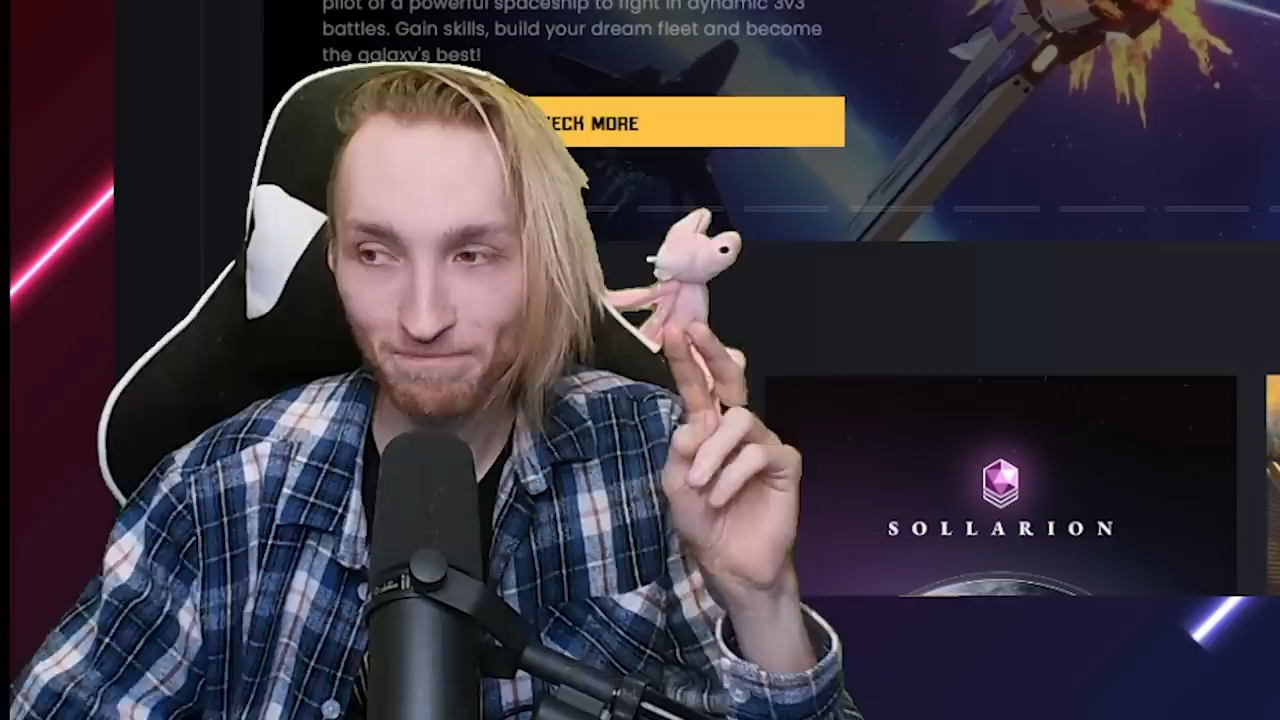 pilot of a powerful spaceship to fight in dynamic 3v3
battles. Gain skills, build your dream fleet and become
the galaxy's best!
ECK MORE
SOLLARION